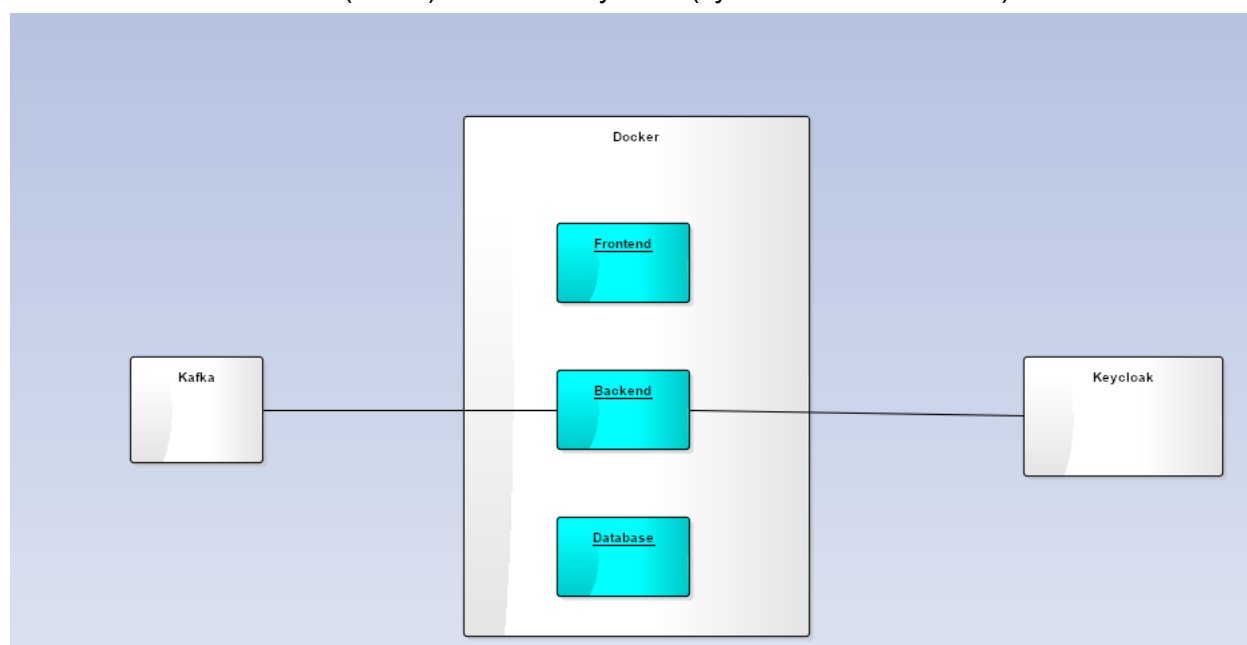 Docker
Frontend
Kafka
Backend
Keycloak
Database